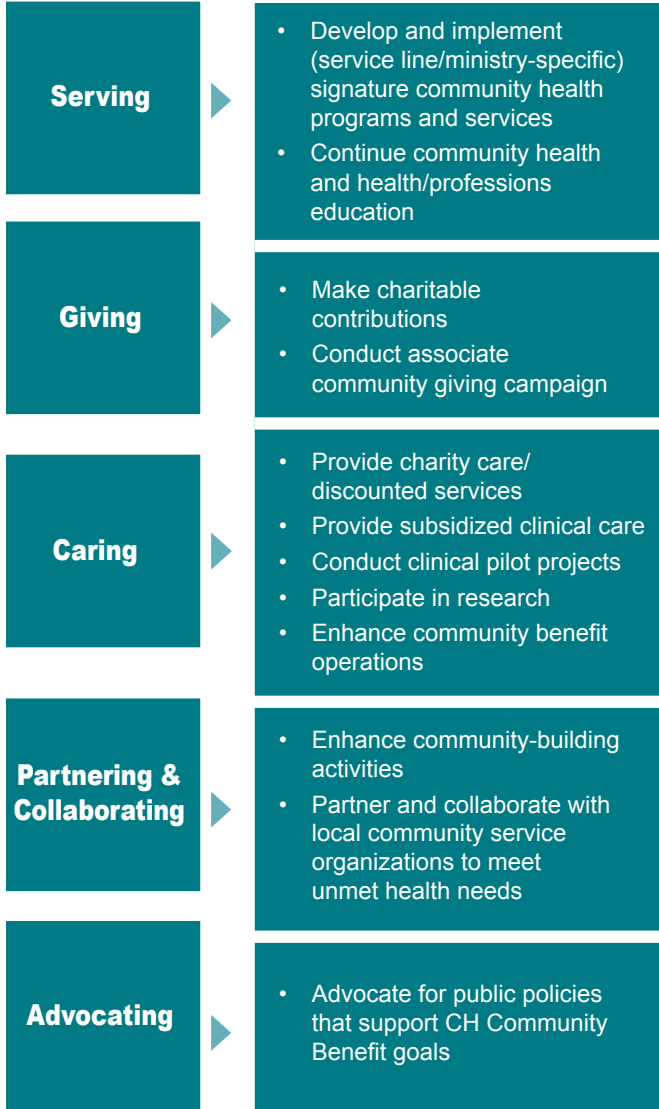 Serving
• Develop and implement
(service line/ministry-specific)
signature community health
programs and services
• Continue community health
and health/professions
education
Giving
• Make charitable
contributions
• Conduct associate
community giving campaign
Caring
• Provide charity care/
discounted services
• Provide subsidized clinical care
• Conduct clinical pilot projects
• Participate in research
• Enhance community benefit
operations
Partnering &
Collaborating
• Enhance community-building
activities
• Partner and collaborate with
local community service
organizations to meet
unmet health needs
Advocating
• Advocate for public policies
that support CH Community
Benefit goals